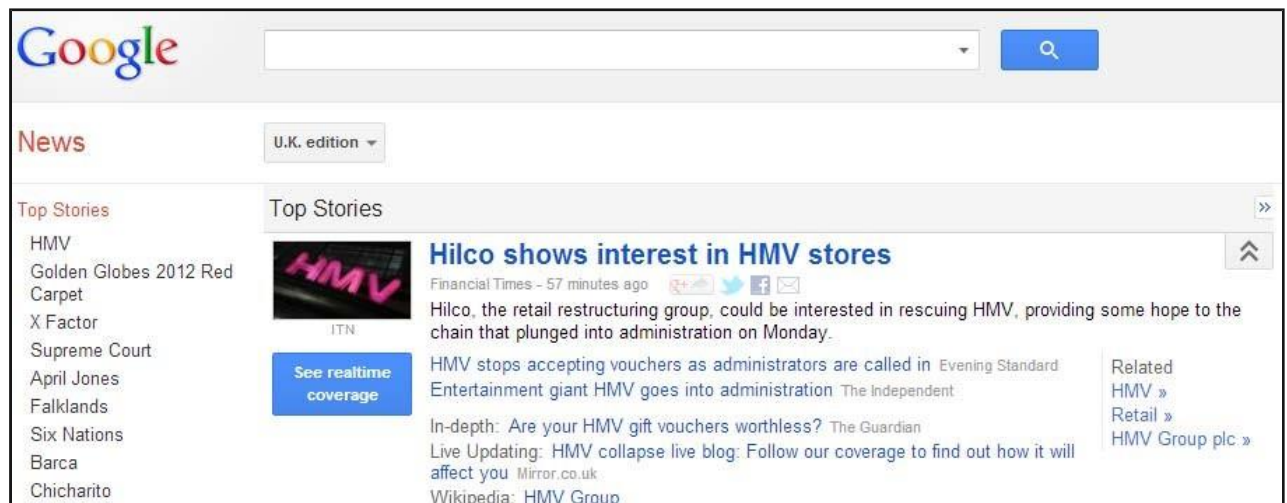 Google
News
U.K. edition
Top Stories
HMV
Golden Globes 2012 Red
Carpet
X Factor
Supreme Court
April Jones
Falklands
Six Nations
Barca
Chicharito
Top Stories
»
HMV
ITN
See realtime
coverage
Hilco shows interest in HMV stores
Financial Times - 57 minutes ago
Hilco, the retail restructuring group, could be interested in rescuing HMV, providing some hope to the
chain that plunged into administration on Monday.
HMV stops accepting vouchers as administrators are called in Evening Standard
Entertainment giant HMV goes into administration The Independent
In-depth: Are your HMV gift vouchers worthless? The Guardian
Live Updating: HMV collapse live blog: Follow our coverage to find out how it will
affect you Mirror.co.uk
Wikipedia: HMV Group
Related
HMV »
Retail »
HMV Group plc »